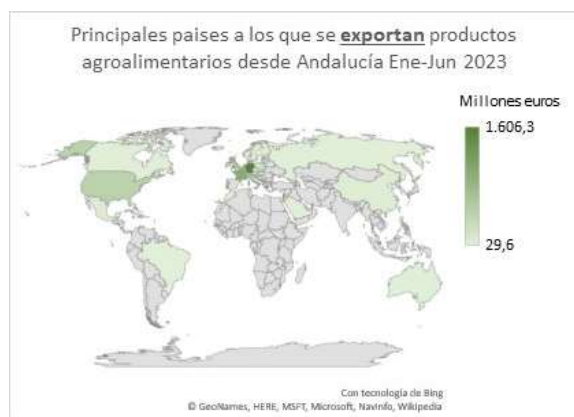 Principales paises a los que se exportan productos
agroalimentarios desde Andalucía Ene-Jun 2023
Millones euros
1.606,3
29,6
Con tecnología de Bing
© GeoNames, HERE, MSFT, Microsoft, NavInfo, Wikipedia